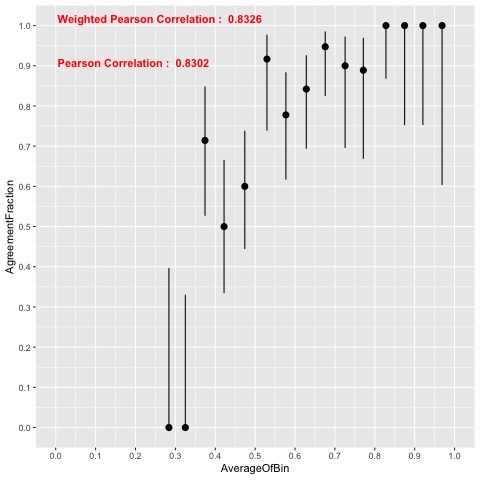 Weighted Pearson Correlation : 0.8326
Pearson Correlation : 0.8302
1.0
0.9
0.8
0.7
0.6
0.5
0.4
0.3
0.2
0.1
0.0
AgreementFraction
0.0 0.1 0.2 0.3 0.4 0.5 0.6 0.7 0.8 0.9 1.0
AverageOfBin